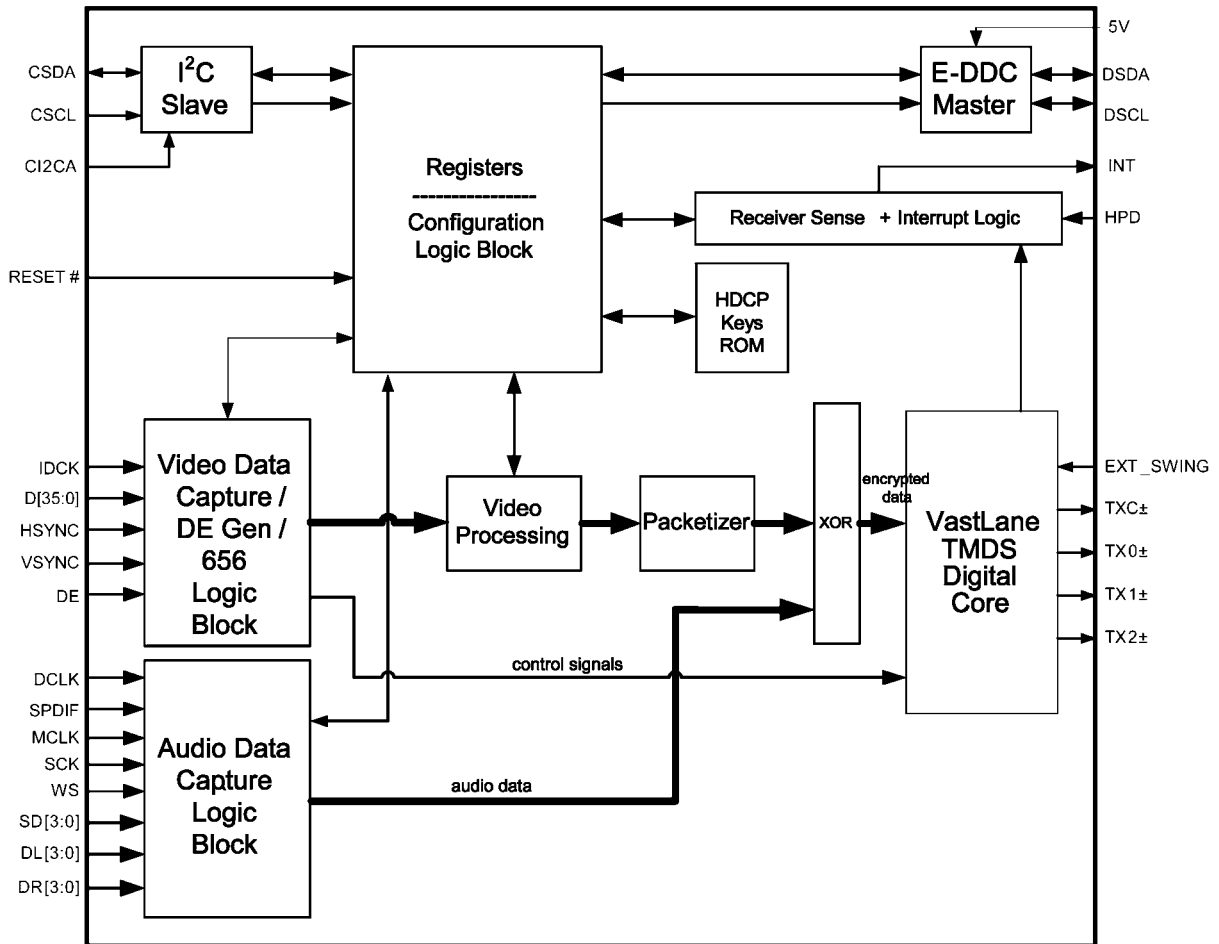 5V
CSDA
I²C
Slave
E-DDC
Master
DSDA
CSCL
DSCL
CI2CA
INT
Registers
----------------
Configuration
Logic Block
Receiver Sense + Interrupt Logic
HPD
RESET #
HDCP
Keys
ROM
IDCK
D[35:0]
HSYNC
VSYNC
DE
Video Data
Capture /
DE Gen /
656
Logic
Block
Video
Processing
Packetizer
XOR
encrypted
data
VastLane
TMDS
Digital
Core
EXT_SWING
TXC±
TX0±
TX1±
TX2±
control signals
DCLK
SPDIF
MCLK
SCK
WS
SD[3:0]
DL[3:0]
DR[3:0]
Audio Data
Capture
Logic
Block
audio data